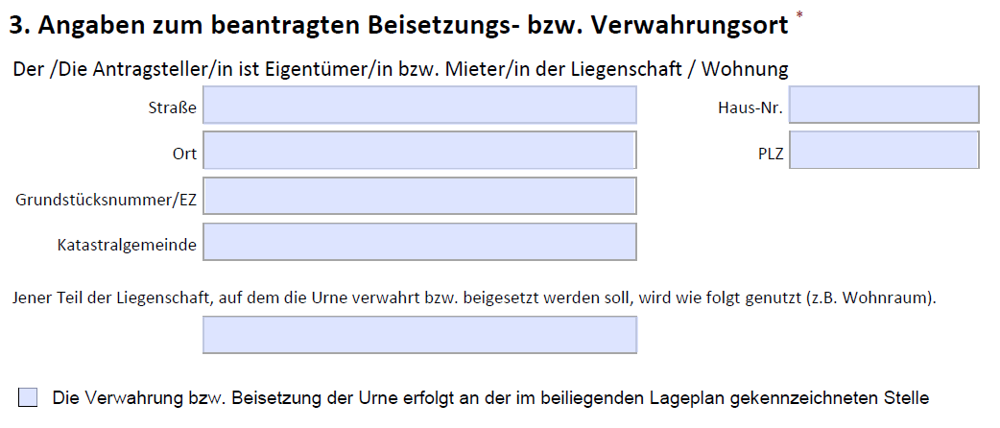 3. Angaben zum beantragten Beisetzungs- bzw. Verwahrungsort *
Der /Die Antragsteller/in ist Eigentümer/in bzw. Mieter/in der Liegenschaft / Wohnung
Straße Haus-Nr.
Ort PLZ
Grundstücksnummer/EZ
Katastralgemeinde
Jener Teil der Liegenschaft, auf dem die Urne verwahrt bzw. beigesetzt werden soll, wird wie folgt genutzt (z.B. Wohnraum).
Die Verwahrung bzw. Beisetzung der Urne erfolgt an der im beiliegenden Lageplan gekennzeichneten Stelle